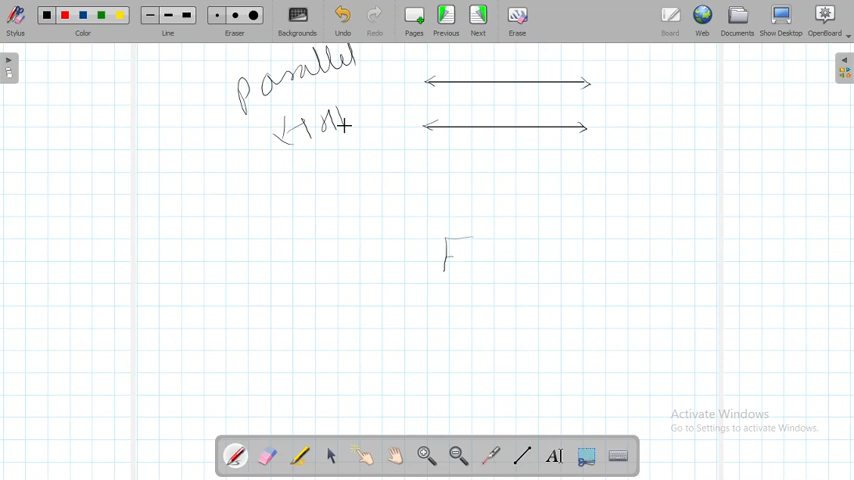 Stylus
Color
Line
Eraser
Backgrounds
Undo
Redo
Pages
Previous
Next
Erase
Board
Web
Documents
Show Desktop
OpenBoard
Parallel
F
Activate Windows
Go to Settings to activate Windows.